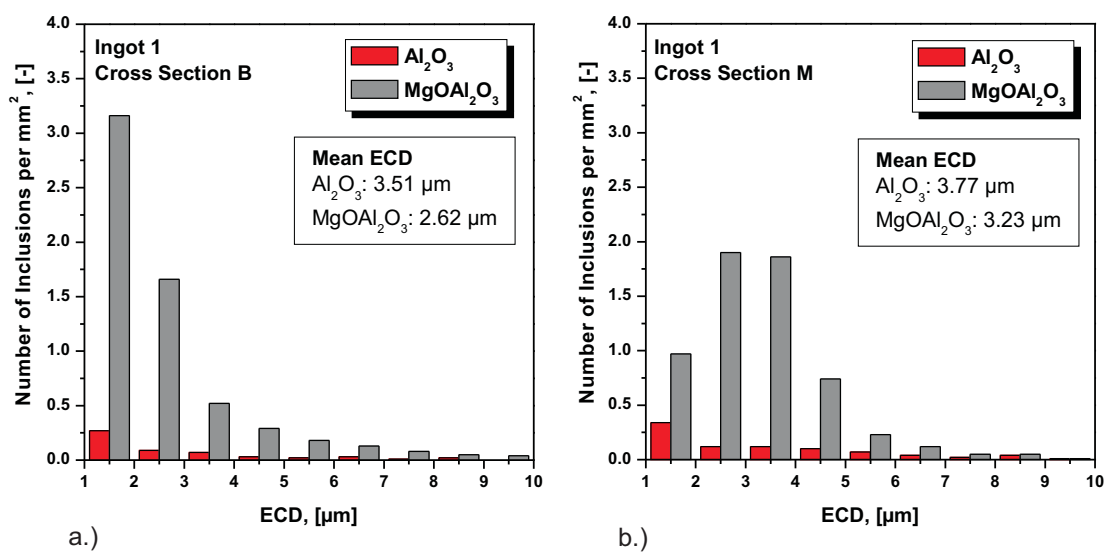 Ingot 1
Cross Section B
Al₂O₃
MgOAl₂O₃
Mean ECD
Al₂O₃: 3.51 µm
MgOAl₂O₃: 2.62 µm
Number of Inclusions per mm², [-]
4.0
3.5
3.0
2.5
2.0
1.5
1.0
0.5
0.0
1 2 3 4 5 6 7 8 9 10
ECD, [µm]
a.)
Ingot 1
Cross Section M
Al₂O₃
MgOAl₂O₃
Mean ECD
Al₂O₃: 3.77 µm
MgOAl₂O₃: 3.23 µm
Number of Inclusions per mm², [-]
4.0
3.5
3.0
2.5
2.0
1.5
1.0
0.5
0.0
1 2 3 4 5 6 7 8 9 10
ECD, [µm]
b.)